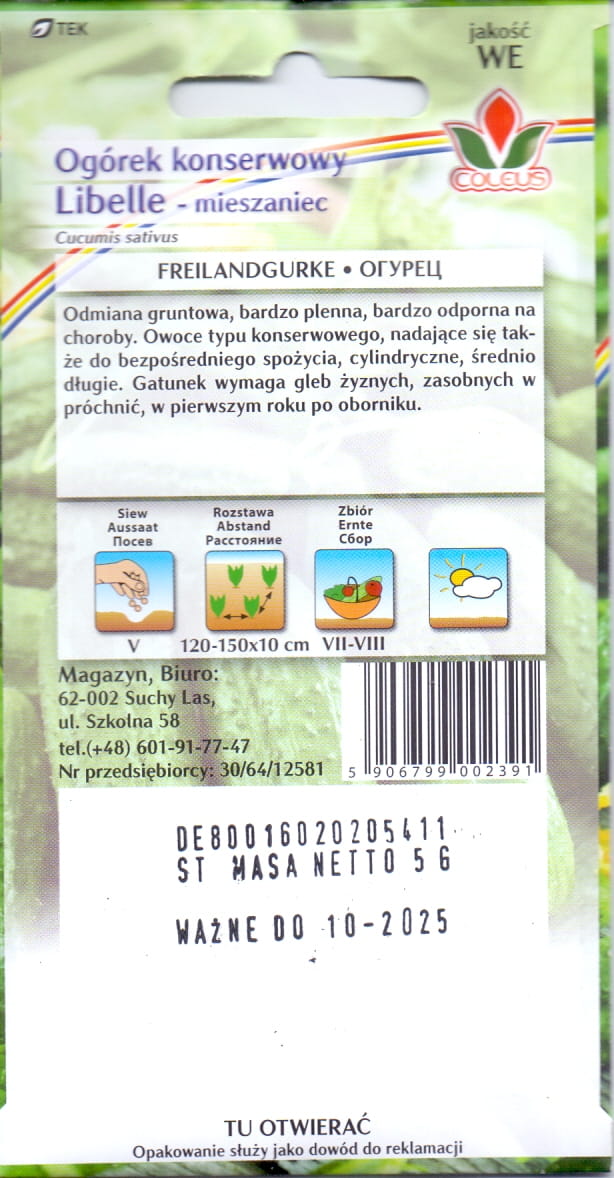 TEK
jakość
WE
COLEUS
Ogórek konserwowy
Libelle - mieszaniec
Cucumis sativus
FREILANDGURKE • ОГУРЕЦ
Odmiana gruntowa, bardzo plenna, bardzo odporna na
choroby. Owoce typu konserwowego, nadające się tak-
że do bezpośredniego spożycia, cylindryczne, średnio
długie. Gatunek wymaga gleb żyznych, zasobnych w
próchnić, w pierwszym roku po oborniku.
Siew
Aussaat
Посев
V
Rozstawa
Abstand
Расстояние
120-150x10 cm
Zbiór
Ernte
Сбор
VII-VIII
Magazyn, Biuro:
62-002 Suchy Las,
ul. Szkolna 58
tel.(+48) 601-91-77-47
Nr przedsiębiorcy: 30/64/12581
5 906799 002391
DE80016020205411
ST MASA NETTO 5 G
WAŻNE DO 10-2025
TU OTWIERAĆ
Opakowanie służy jako dowód do reklamacji